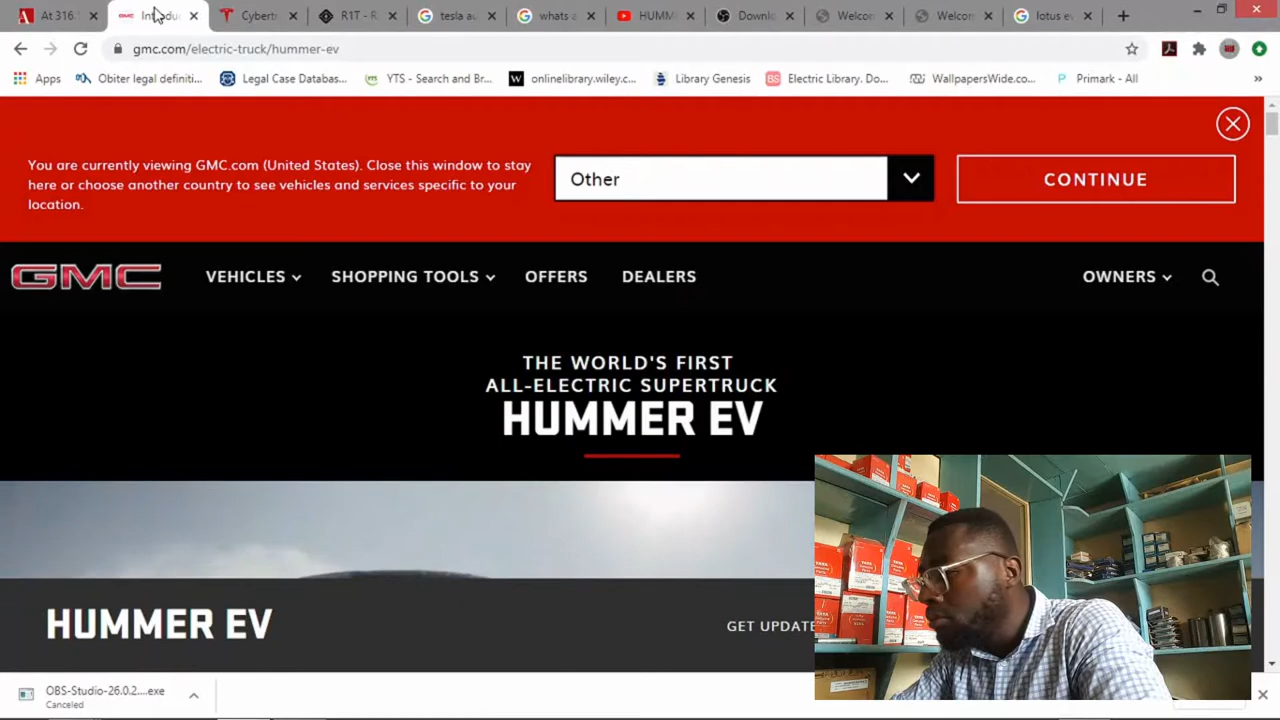 At 316
Introdu
Cybert
R1T - R
tesla au
whats a
HUMM
Downlo
Welcon
Welcon
lotus ev
gmc.com/electric-truck/hummer-ev
Apps
Obiter legal definiti...
Legal Case Databas...
YTS - Search and Br...
onlinelibrary.wiley.c...
Library Genesis
Electric Library. Do...
WallpapersWide.co...
Primark - All
You are currently viewing GMC.com (United States). Close this window to stay
here or choose another country to see vehicles and services specific to your
location.
Other
CONTINUE
GMC
VEHICLES
SHOPPING TOOLS
OFFERS
DEALERS
OWNERS
THE WORLD'S FIRST
ALL-ELECTRIC SUPERTRUCK
HUMMER EV
HUMMER EV
GET UPDATE
OBS-Studio-26.0.2....exe
Canceled